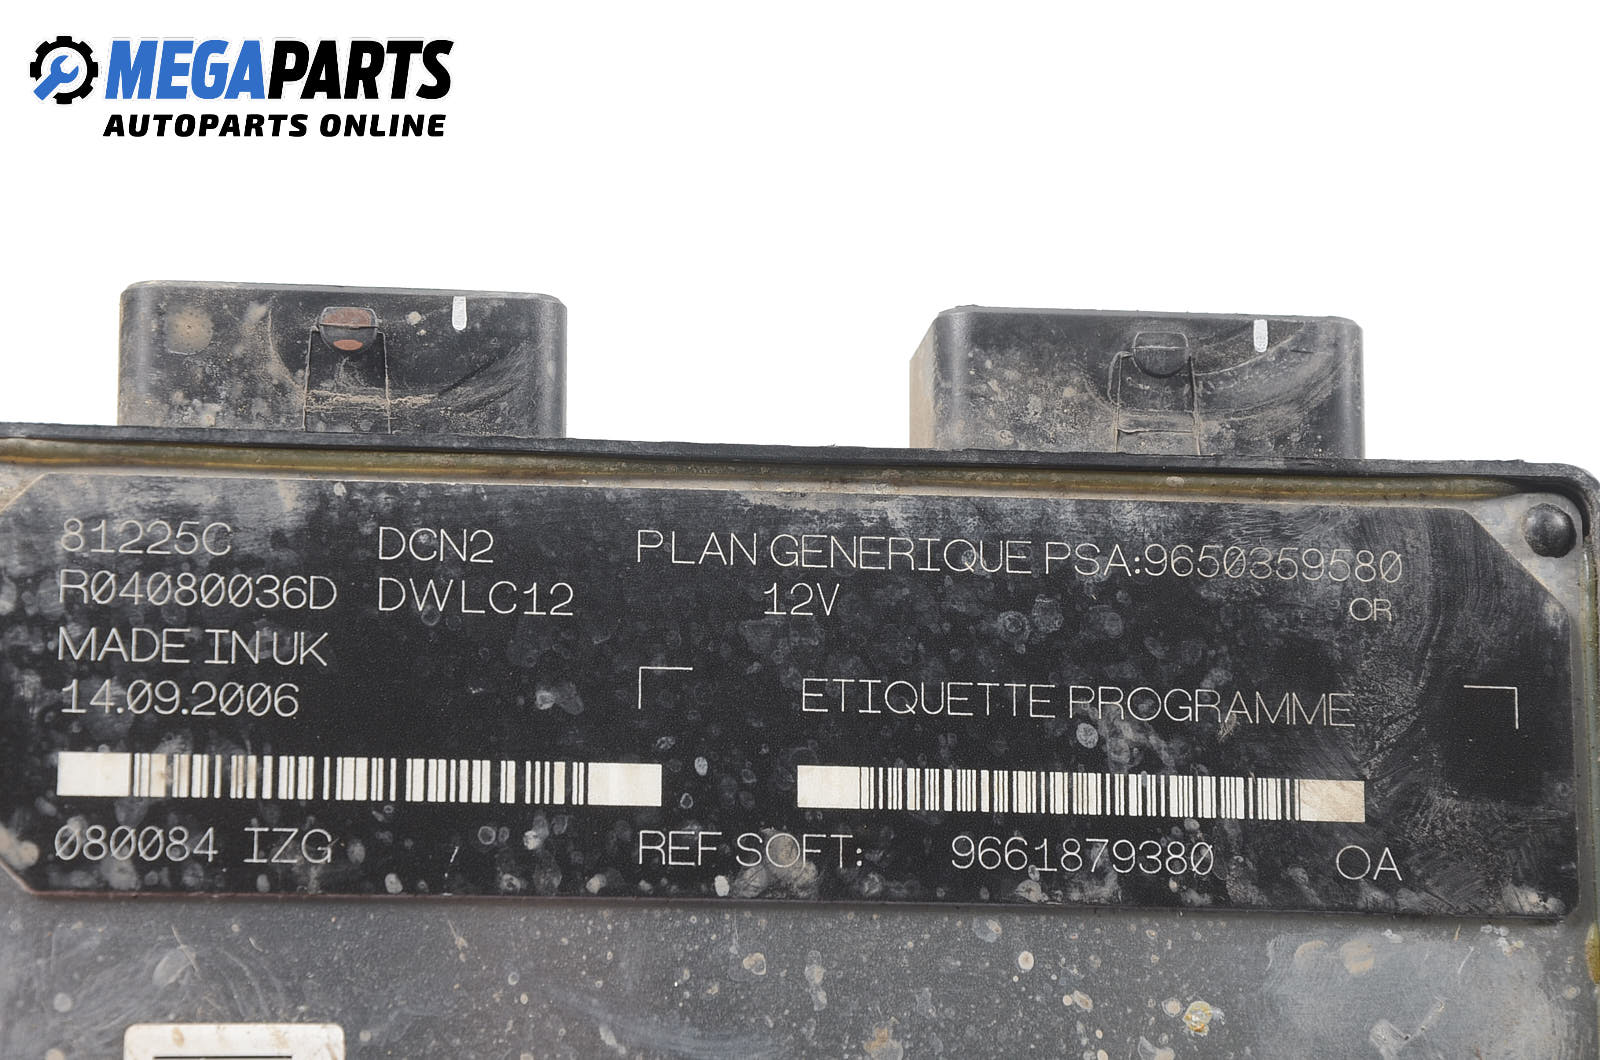 MEGAPARTS
AUTOPARTS ONLINE
81225C DCN2 PLAN GENERIQUE PSA:9650359580
R04080036D DWLC12 12V OR
MADE IN UK
14.09.2006 ETIQUETTE PROGRAMME
080084 IZG REF SOFT: 9661879380 OA